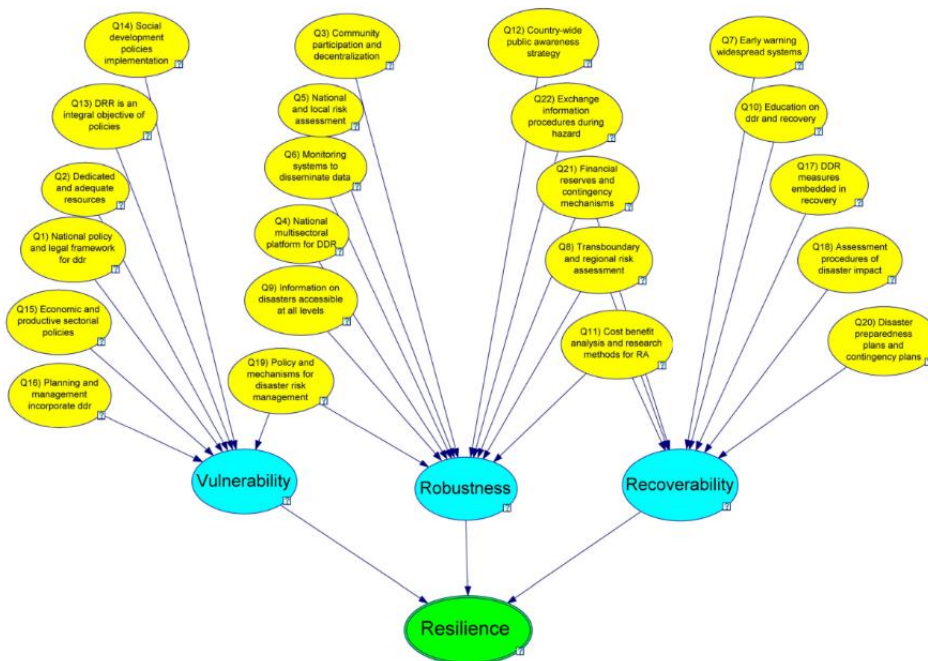 Q14) Social
development
policies
implementation
Q3) Community
participation and
decentralization
Q12) Country-wide
public awareness
strategy
Q7) Early warning
widespread systems
Q13) DRR is an
integral objective of
policies
Q5) National
and local risk
assessment
Q22) Exchange
information
procedures during
hazard
Q10) Education on
ddr and recovery
Q2) Dedicated
and adequate
resources
Q6) Monitoring
systems to
disseminate data
Q21) Financial
reserves and
contingency
mechanisms
Q17) DDR
measures
embedded in
recovery
Q1) National policy
and legal framework
for ddr
Q4) National
multisectoral
platform for DDR
Q8) Transboundary
and regional risk
assessment
Q18) Assessment
procedures of
disaster impact
Q15) Economic and
productive sectorial
policies
Q9) Information on
disasters accessible
at all levels
Q11) Cost benefit
analysis and research
methods for RA
Q20) Disaster
preparedness
plans and
contingency plans
Q16) Planning and
management
incorporate ddr
Q19) Policy and
mechanisms for
disaster risk
management
Vulnerability
Robustness
Recoverability
Resilience